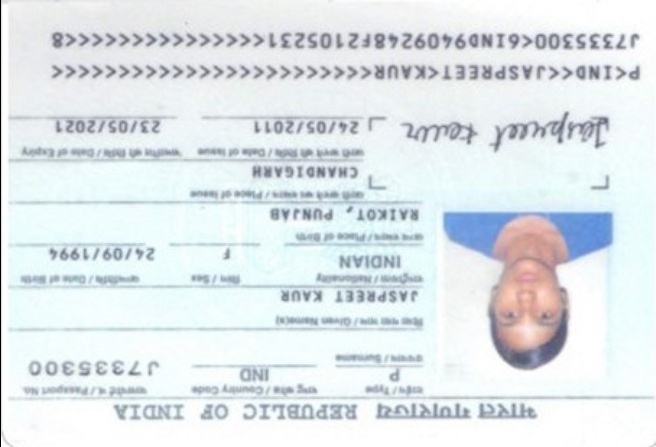 भारत गणराज्य REPUBLIC OF INDIA
टाईप / Type राष्ट्र कोड / Country Code पासपोर्ट नं. / Passport No.
P IND J7335300
उपनाम / Surname
दिया गया नाम / Given Name(s)
JASPREET KAUR
राष्ट्रीयता / Nationality लिंग / Sex जन्मतिथि / Date of Birth
INDIAN F 24/09/1994
जन्म स्थान / Place of Birth
RAIKOT, PUNJAB
जारी करने का स्थान / Place of Issue
CHANDIGARH
जारी करने की तिथि / Date of Issue समाप्ति की तिथि / Date of Expiry
24/05/2011 23/05/2021
Jaspreet Kaur
P<IND<<JASPREET<KAUR<<<<<<<<<<<<<<<<<<<<<<<<
J7335300<6IND9409248F2105231<<<<<<<<<<<<<<<8